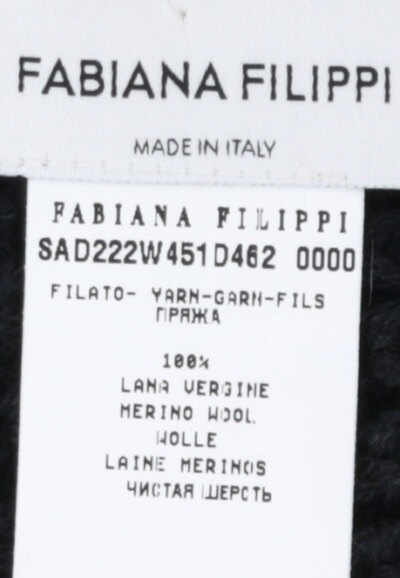 FABIANA FILIPPI
MADE IN ITALY
FABIANA FILIPPI
SAD222W451D462 0000
FILATO- YARN-GARN-FILS
ПРЯЖА
100%
LANA VERGINE
MERINO WOOL
WOLLE
LAINE MERINOS
ЧИСТАЯ ШЕРСТЬ